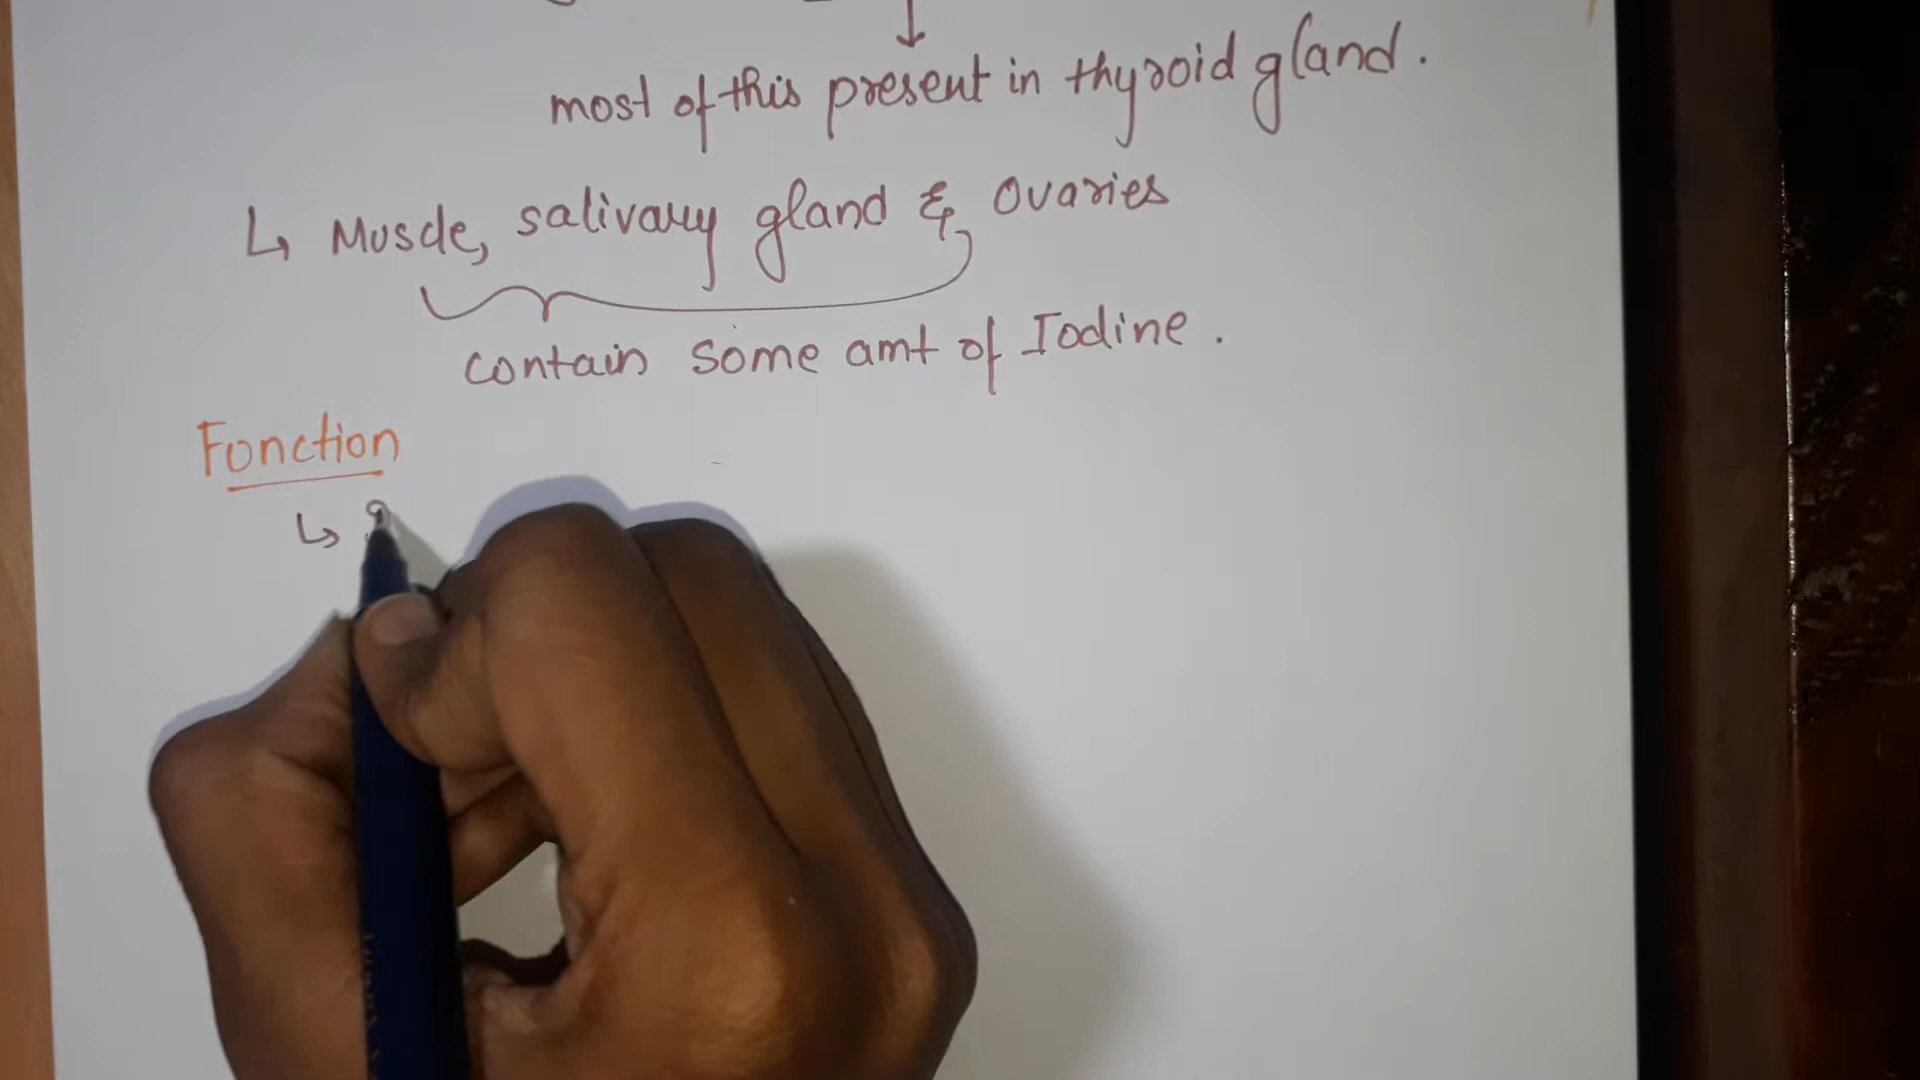 most of this present in thyroid gland.
↳ Muscle, salivary gland & Ovaries
contain some amt of Iodine.
Function
↳